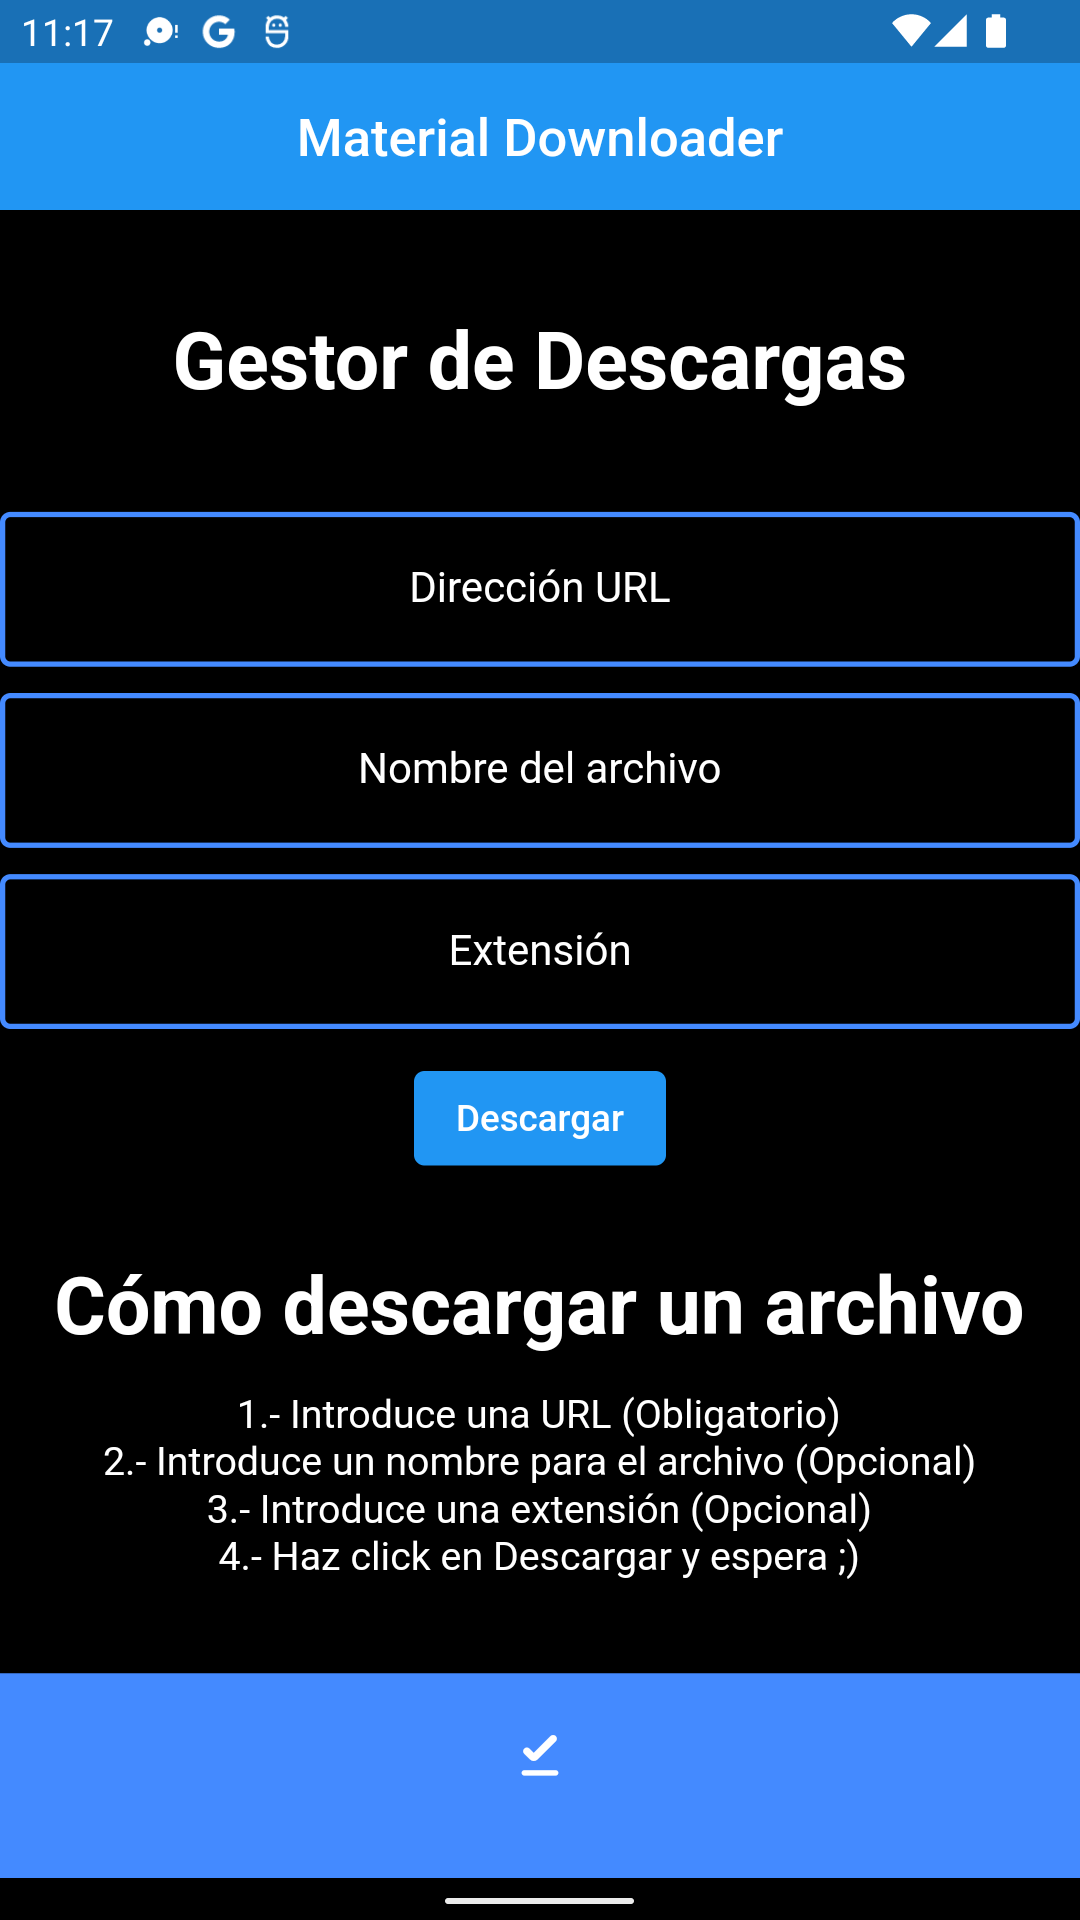 11:17
Material Downloader
Gestor de Descargas
Dirección URL
Nombre del archivo
Extensión
Descargar
Cómo descargar un archivo
1.- Introduce una URL (Obligatorio)
2.- Introduce un nombre para el archivo (Opcional)
3.- Introduce una extensión (Opcional)
4.- Haz click en Descargar y espera ;)